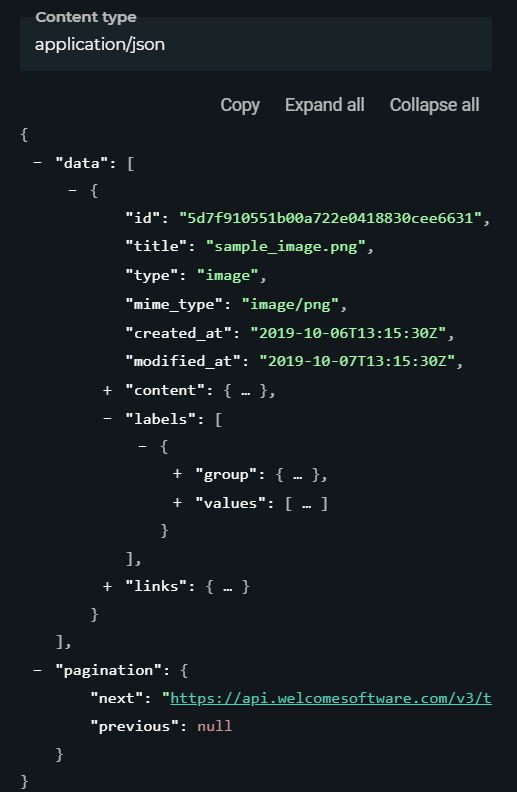 Content type
application/json
Copy Expand all Collapse all
{
− "data": [
− {
"id": "5d7f910551b00a722e0418830cee6631",
"title": "sample_image.png",
"type": "image",
"mime_type": "image/png",
"created_at": "2019-10-06T13:15:30Z",
"modified_at": "2019-10-07T13:15:30Z",
+ "content": { … },
− "labels": [
− {
+ "group": { … },
+ "values": [ … ]
}
],
+ "links": { … }
}
],
− "pagination": {
"next": "https://api.welcomesoftware.com/v3/t
"previous": null
}
}